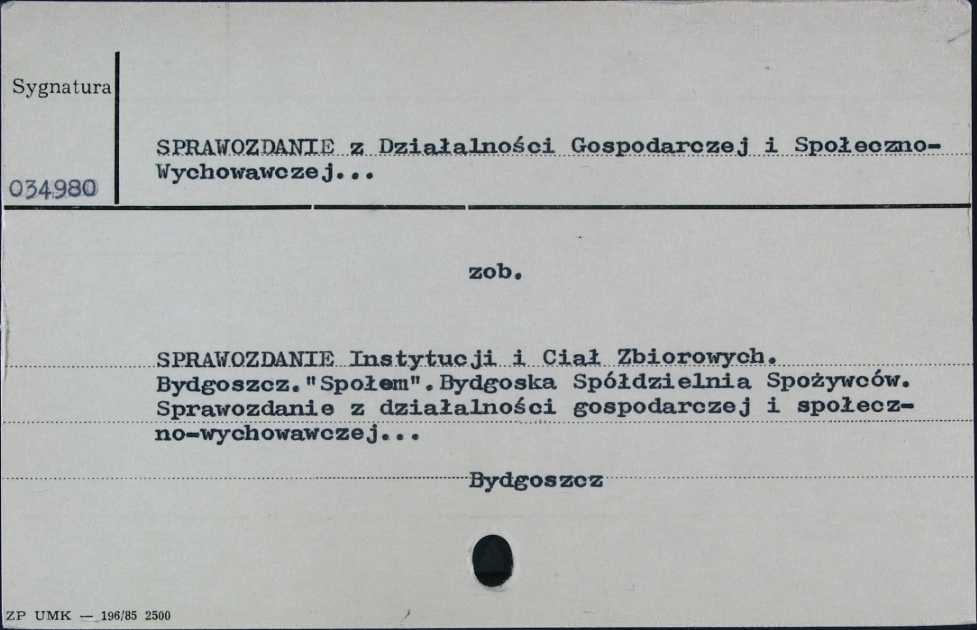 Sygnatura
SPRAWOZDANIE z Działalności Gospodarczej i Społeczno-
Wychowawczej...
034980
zob.
SPRAWOZDANIE Instytucji i Ciał Zbiorowych.
Bydgoszcz."Społem".Bydgoska Spółdzielnia Spożywców.
Sprawozdanie z działalności gospodarczej i społecz-
no-wychowawczej...
Bydgoszcz
ZP UMK — 196/85 2500